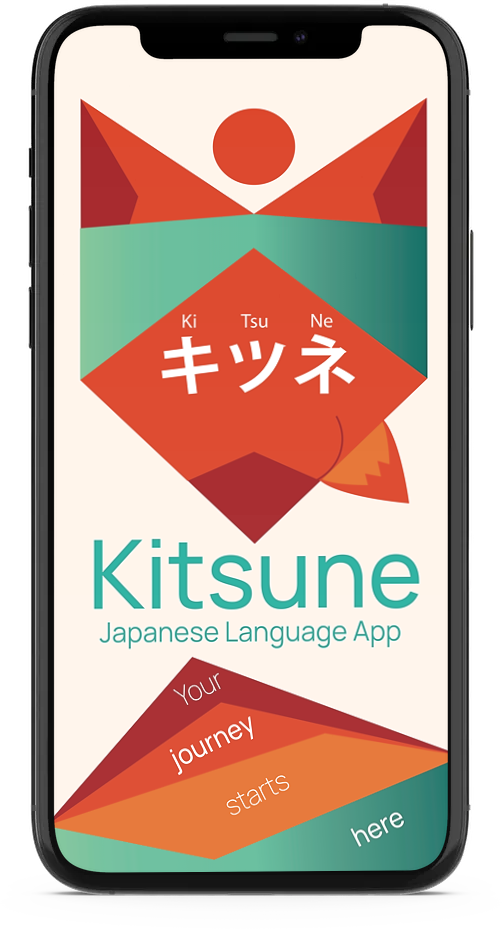 Ki Tsu Ne
キツネ
Kitsune
Japanese Language App
Your
journey
starts
here